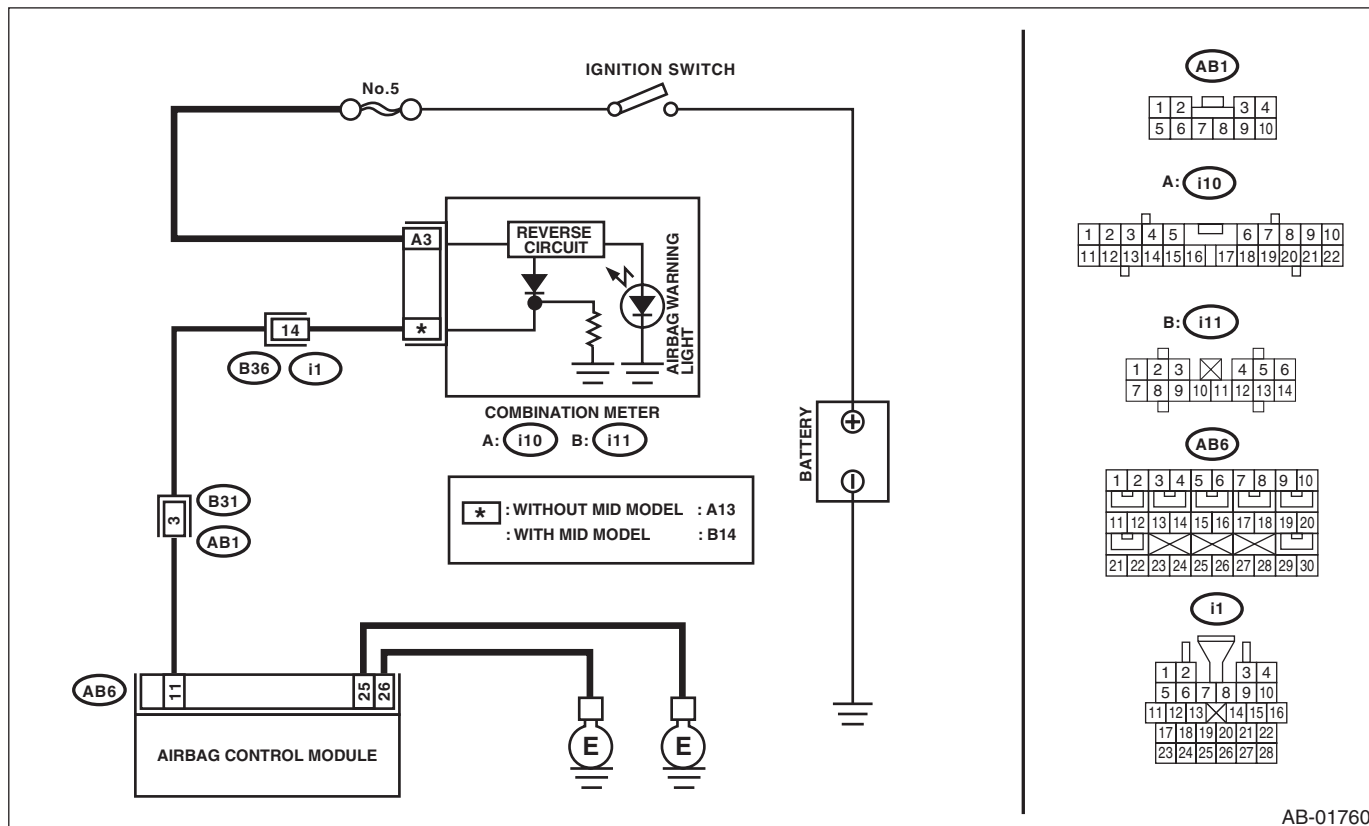 No.5
IGNITION SWITCH
A3
REVERSE
CIRCUIT
AIRBAG WARNING
LIGHT
*
14
B36 i1
COMBINATION METER
A: i10 B: i11
BATTERY
+
−
* : WITHOUT MID MODEL : A13
: WITH MID MODEL : B14
3
B31
AB1
AB6
11
25
26
AIRBAG CONTROL MODULE
E E
AB1
1 2 3 4
5 6 7 8 9 10
A: i10
1 2 3 4 5 6 7 8 9 10
11 12 13 14 15 16 17 18 19 20 21 22
B: i11
1 2 3 4 5 6
7 8 9 10 11 12 13 14
AB6
1 2 3 4 5 6 7 8 9 10
11 12 13 14 15 16 17 18 19 20
21 22 23 24 25 26 27 28 29 30
i1
1 2 3 4
5 6 7 8 9 10
11 12 13 14 15 16
17 18 19 20 21 22
23 24 25 26 27 28
AB-01760